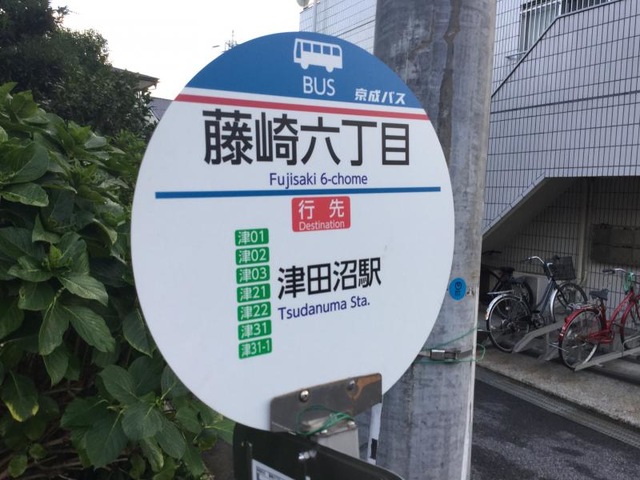 BUS
京成バス
藤崎六丁目
Fujisaki 6-chome
行先
Destination
津01
津02
津03
津21
津22
津31
津31-1
津田沼駅
Tsudanuma Sta.